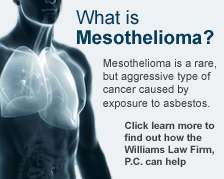 What is
Mesothelioma?
Mesothelioma is a rare,
but aggressive type of
cancer caused by
exposure to asbestos.
Click learn more to
find out how the
Williams Law Firm,
P.C. can help